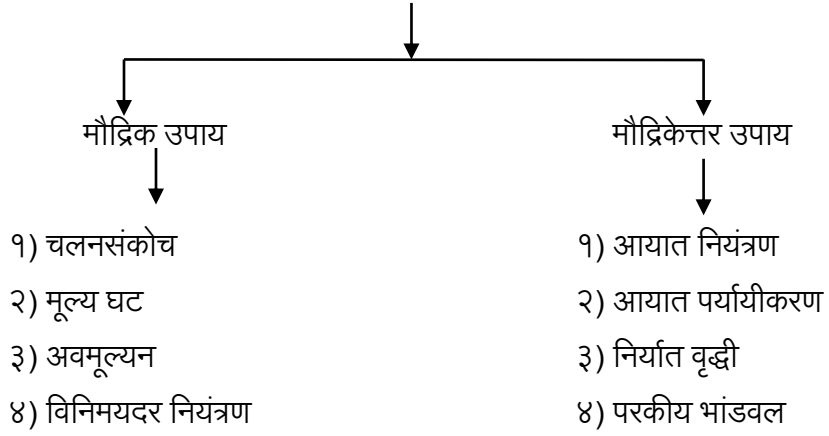 मौद्रिक उपाय
१) चलनसंकोच
२) मूल्य घट
३) अवमूल्यन
४) विनिमयदर नियंत्रण
मौद्रिकेत्तर उपाय
१) आयात नियंत्रण
२) आयात पर्यायीकरण
३) निर्यात वृद्धी
४) परकीय भांडवल